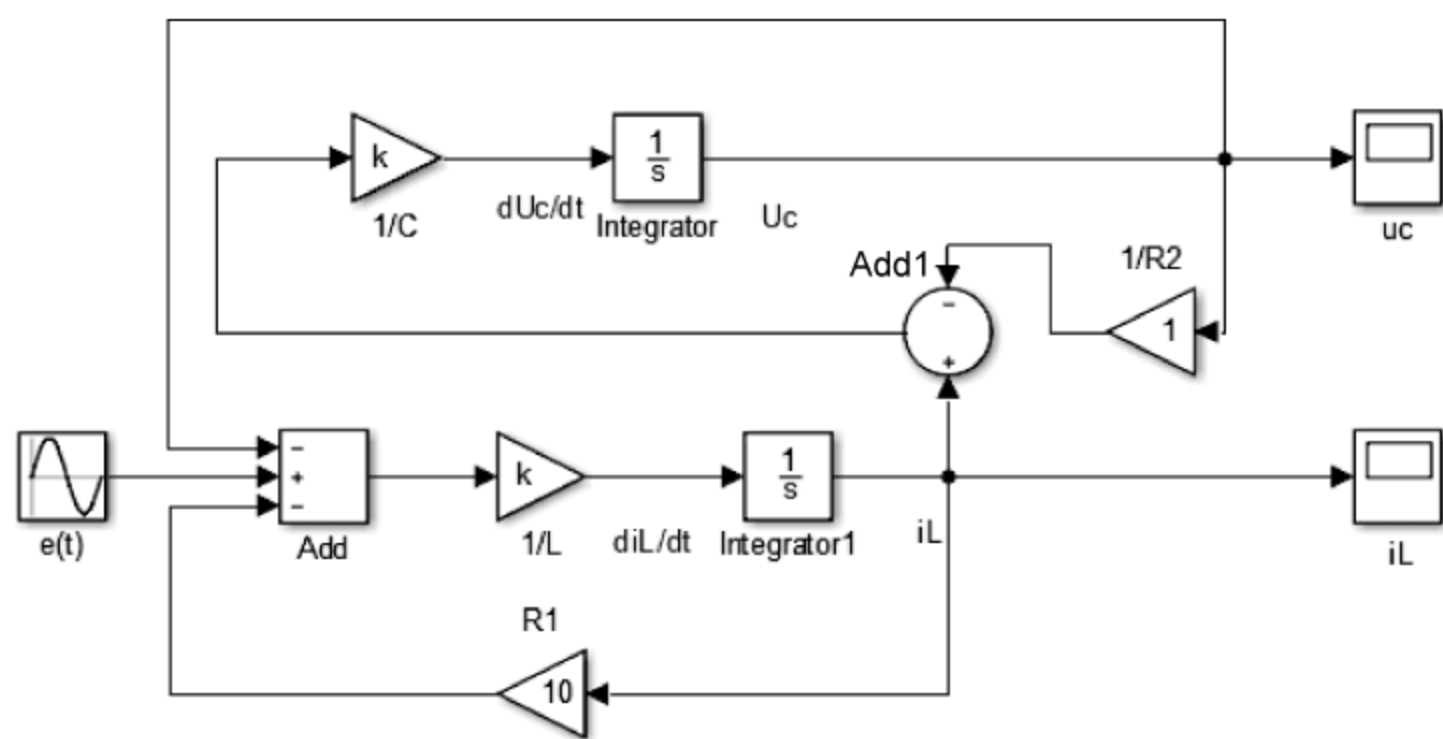 k
1
s
1/C
dUc/dt
Integrator
Uc
uc
Add1
1/R2
−
1
+
−
+
−
k
1
s
e(t)
Add
1/L
diL/dt
Integrator1
iL
iL
R1
10